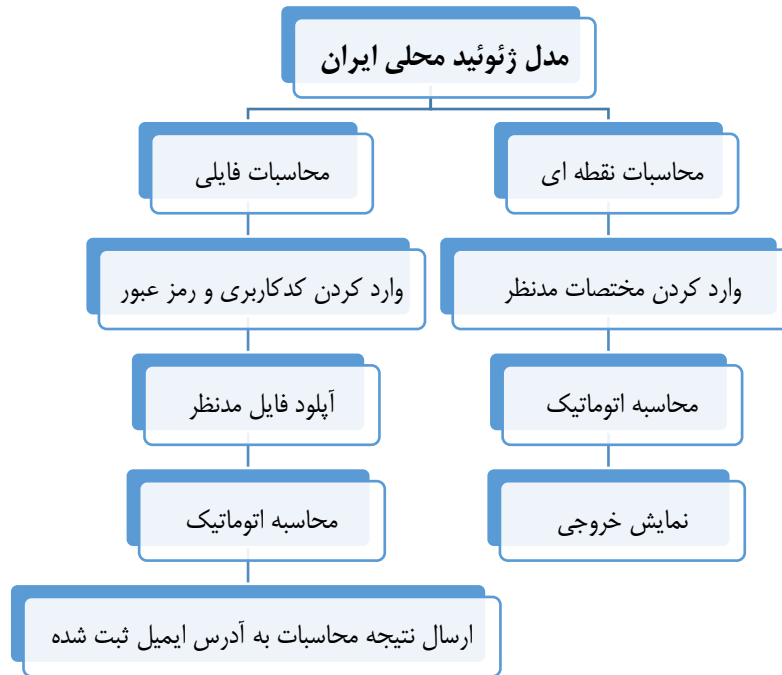 مدل ژئوئید محلی ایران
محاسبات نقطه ای
محاسبات فایلی
وارد کردن مختصات مدنظر
وارد کردن کدکاربری و رمز عبور
محاسبه اتوماتیک
آپلود فایل مدنظر
نمایش خروجی
محاسبه اتوماتیک
ارسال نتیجه محاسبات به آدرس ایمیل ثبت شده